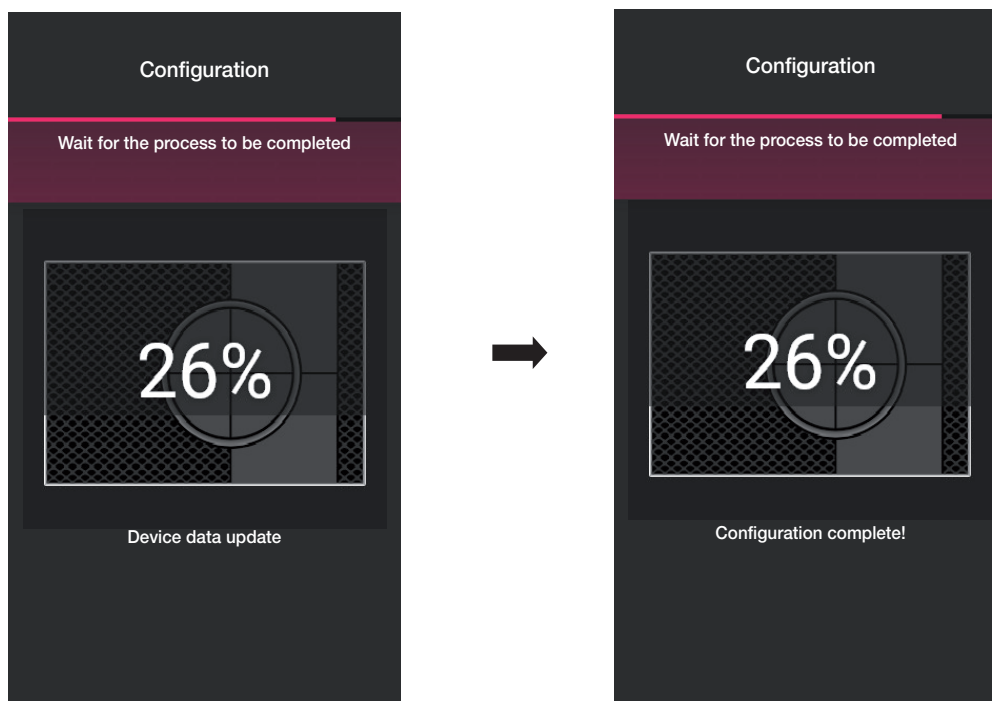 Configuration
Wait for the process to be completed
26%
Device data update
Configuration
Wait for the process to be completed
26%
Configuration complete!